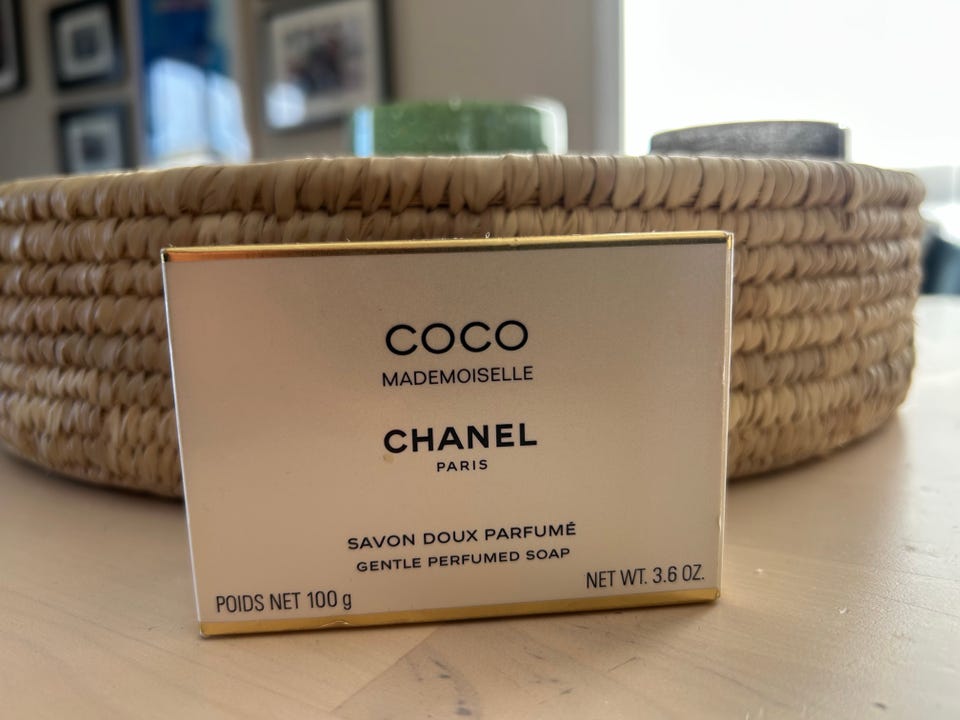 COCO
MADEMOISELLE
CHANEL
PARIS
SAVON DOUX PARFUMÉ
GENTLE PERFUMED SOAP
POIDS NET 100 g
NET WT. 3.6 OZ.